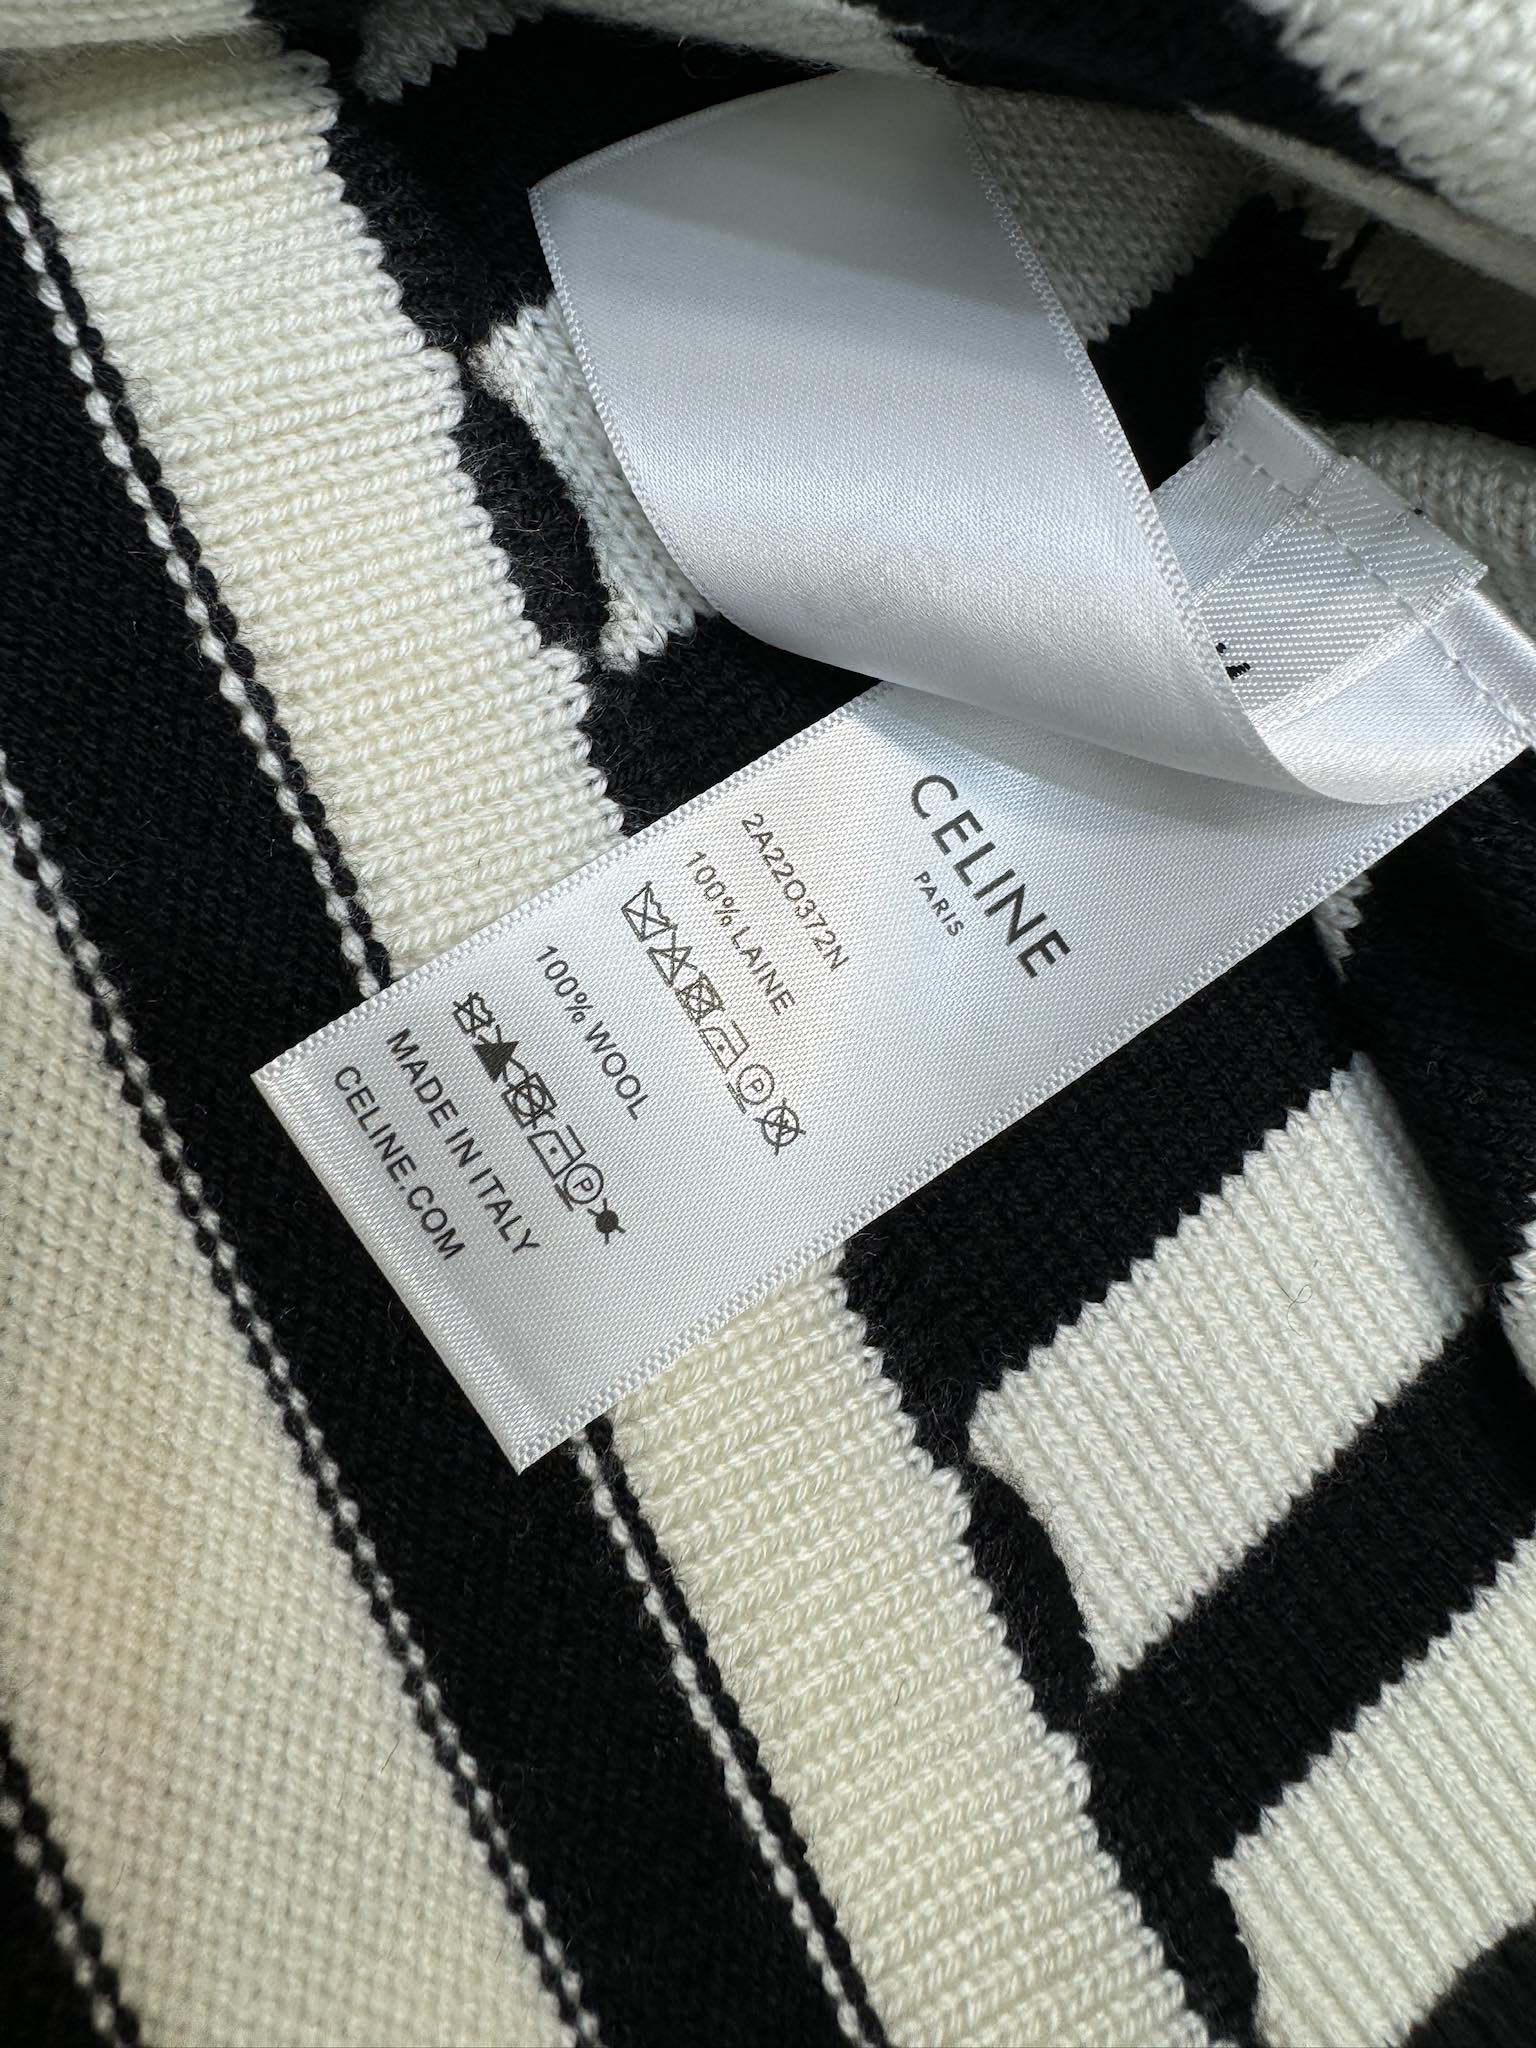 CELINE
PARIS
2A22O372N
100% LAINE
P
100% WOOL
P
MADE IN ITALY
CELINE.COM